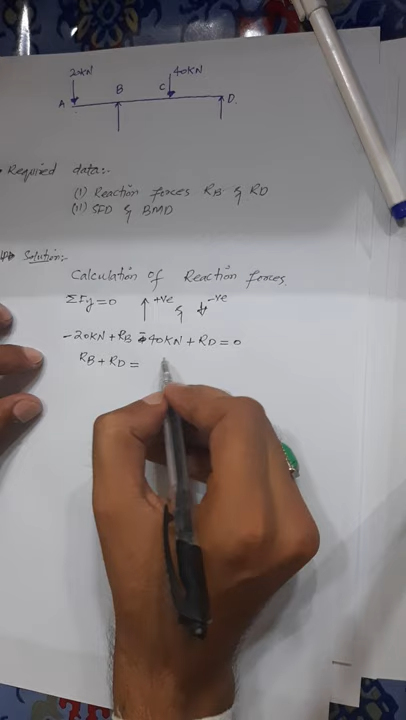 20KN
40KN
A B C D.
Required data:-
(i) Reaction forces RB & RD
(ii) SFD & BMD
Solution:-
Calculation of Reaction forces.
ΣFy=0 ↑+ve & ↓-ve
-20KN+RB-40KN+RD=0
RB+RD=